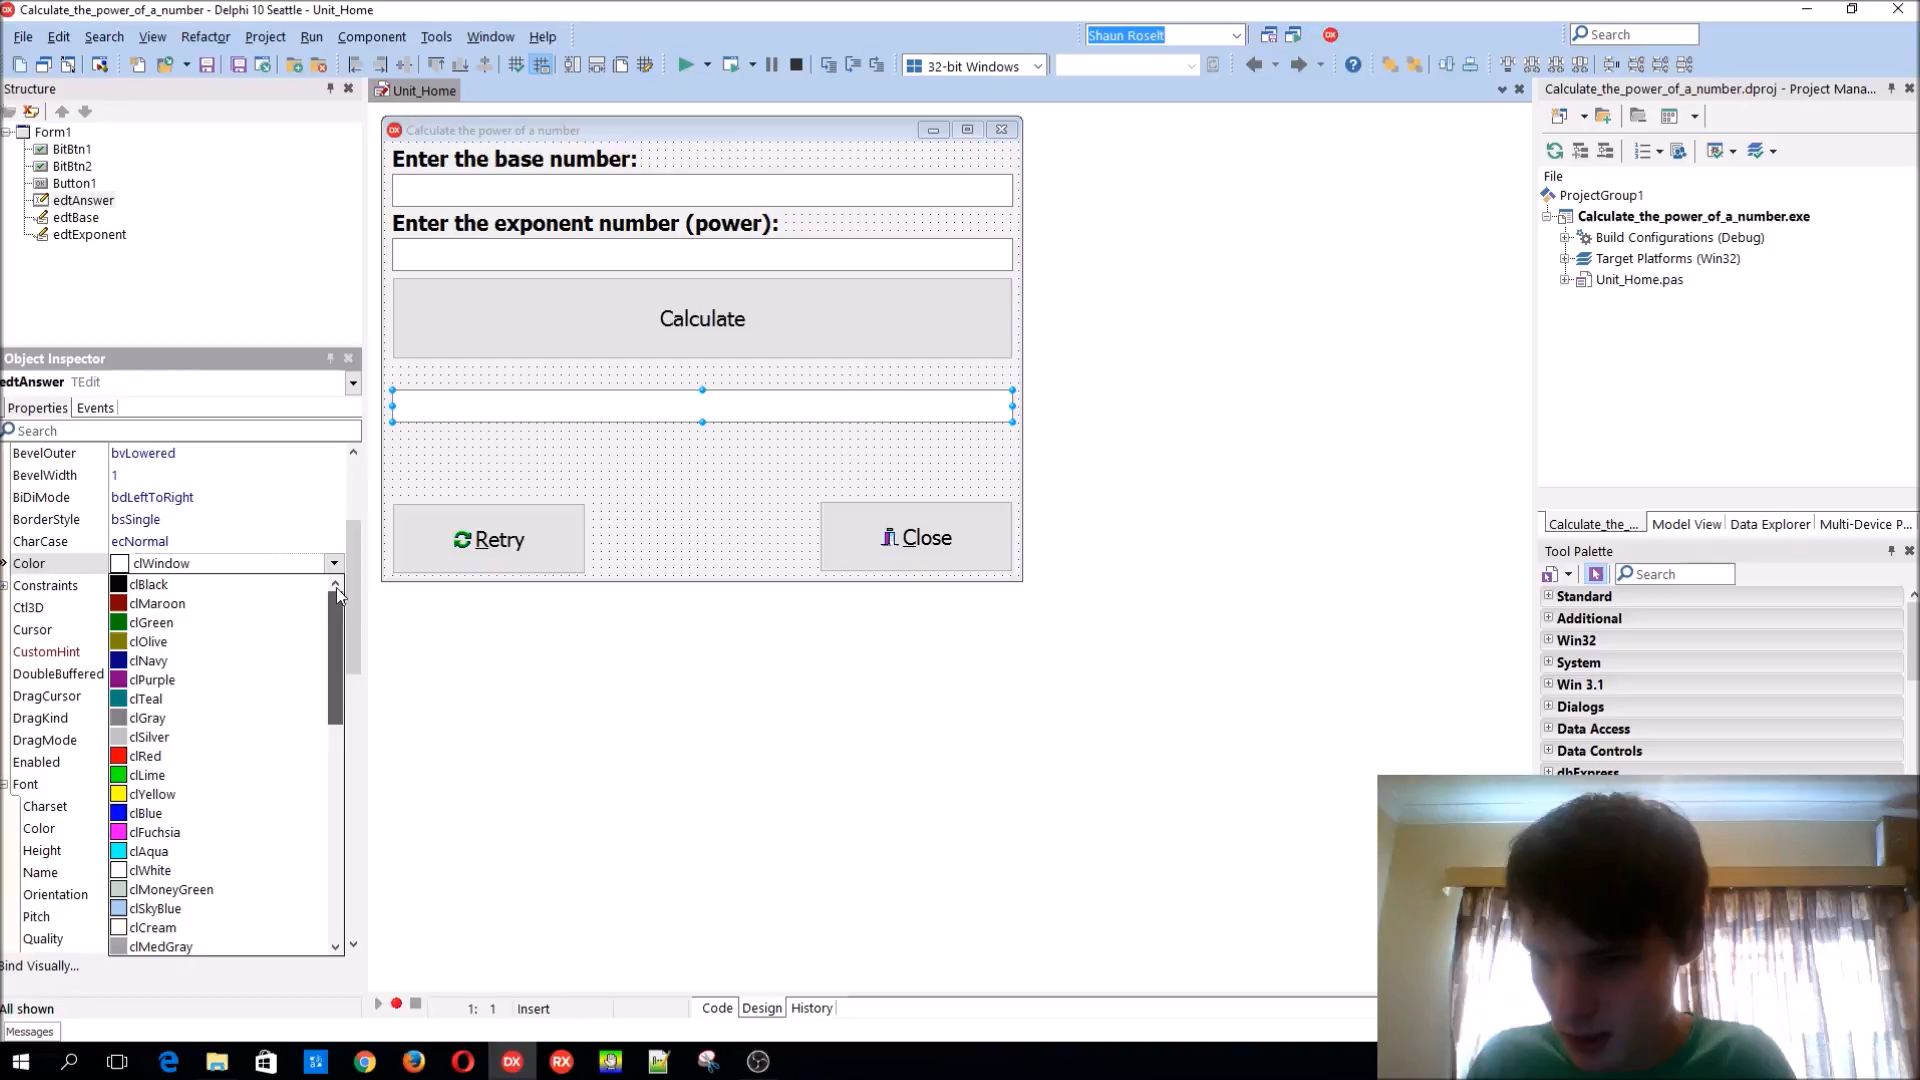 Calculate_the_power_of_a_number - Delphi 10 Seattle - Unit_Home
File Edit Search View Refactor Project Run Component Tools Window Help
Shaun Roselt
Search
32-bit Windows
Structure
Form1
BitBtn1
BitBtn2
Button1
edtAnswer
edtBase
edtExponent
Object Inspector
edtAnswer TEdit
Properties Events
Search
BevelOuter bvLowered
BevelWidth 1
BiDiMode bdLeftToRight
BorderStyle bsSingle
CharCase ecNormal
Color clWindow
Constraints
Ctl3D
Cursor
CustomHint
DoubleBuffered
DragCursor
DragKind
DragMode
Enabled
Font
Charset
Color
Height
Name
Orientation
Pitch
Quality
clBlack
clMaroon
clGreen
clOlive
clNavy
clPurple
clTeal
clGray
clSilver
clRed
clLime
clYellow
clBlue
clFuchsia
clAqua
clWhite
clMoneyGreen
clSkyBlue
clCream
clMedGray
Bind Visually...
All shown
Messages
Unit_Home
Calculate the power of a number
Enter the base number:
Enter the exponent number (power):
Calculate
Retry
Close
1: 1 Insert
Code Design History
Calculate_the_power_of_a_number.dproj - Project Mana...
File
ProjectGroup1
Calculate_the_power_of_a_number.exe
Build Configurations (Debug)
Target Platforms (Win32)
Unit_Home.pas
Calculate_the_... Model View Data Explorer Multi-Device P...
Tool Palette
Search
Standard
Additional
Win32
System
Win 3.1
Dialogs
Data Access
Data Controls
dbExpress
DX
RX